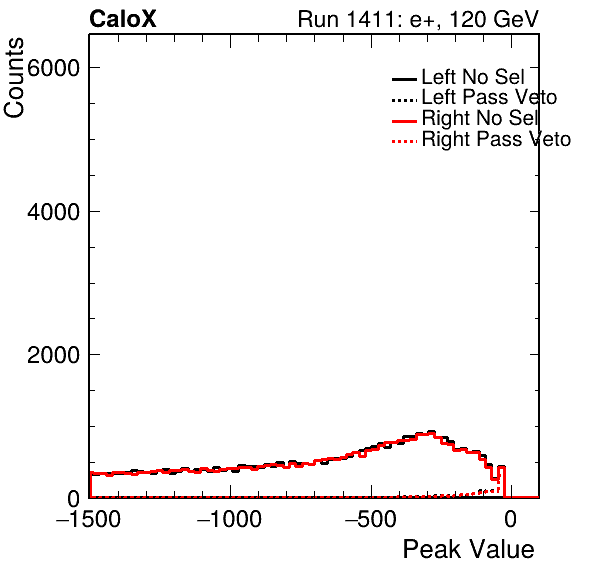 CaloX Run 1411: e+, 120 GeV
Counts
6000
4000
2000
0
Left No Sel
Left Pass Veto
Right No Sel
Right Pass Veto
−1500 −1000 −500 0
Peak Value